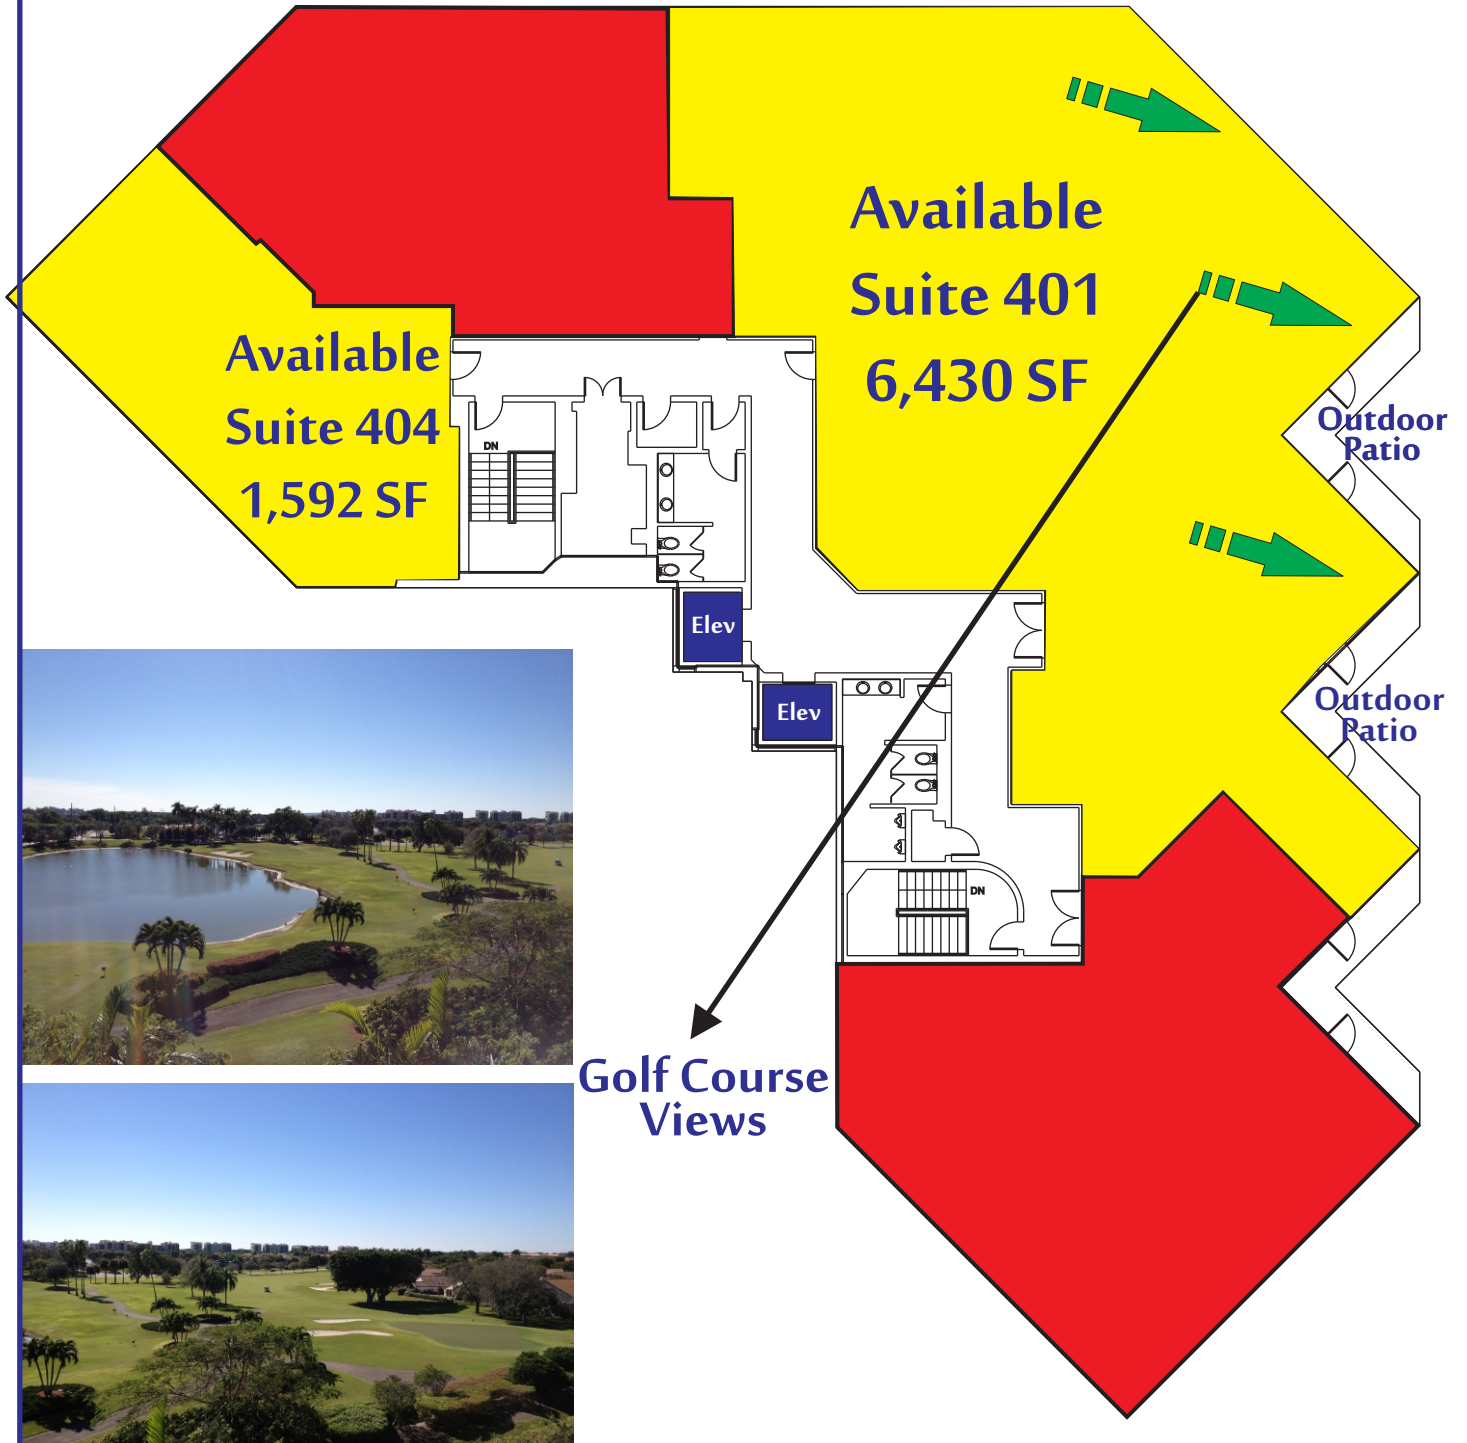 Available
Suite 401
6,430 SF
Available
Suite 404
1,592 SF
Outdoor
Patio
DN
Elev
Elev
Outdoor
Patio
DN
Golf Course
Views